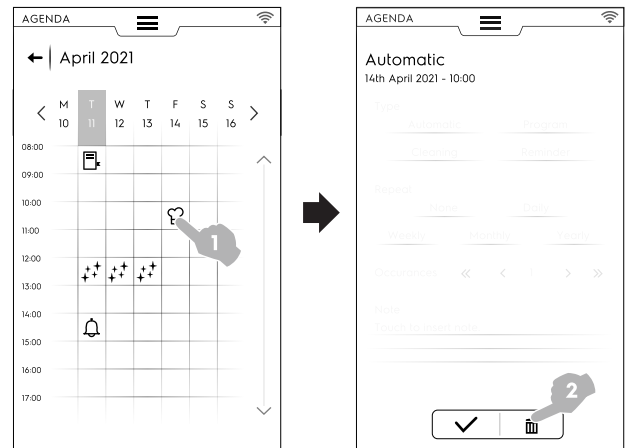 AGENDA
April 2021
M T W T F S S
10 11 12 13 14 15 16
08:00
09:00
10:00
11:00
12:00
13:00
14:00
15:00
16:00
17:00
1
AGENDA
Automatic
14th April 2021 - 10:00
Type
Automatic Program
Cleaning Reminder
Repeat
None Daily
Weekly Monthly Yearly
Occurrences
Note
Touch to insert note
2